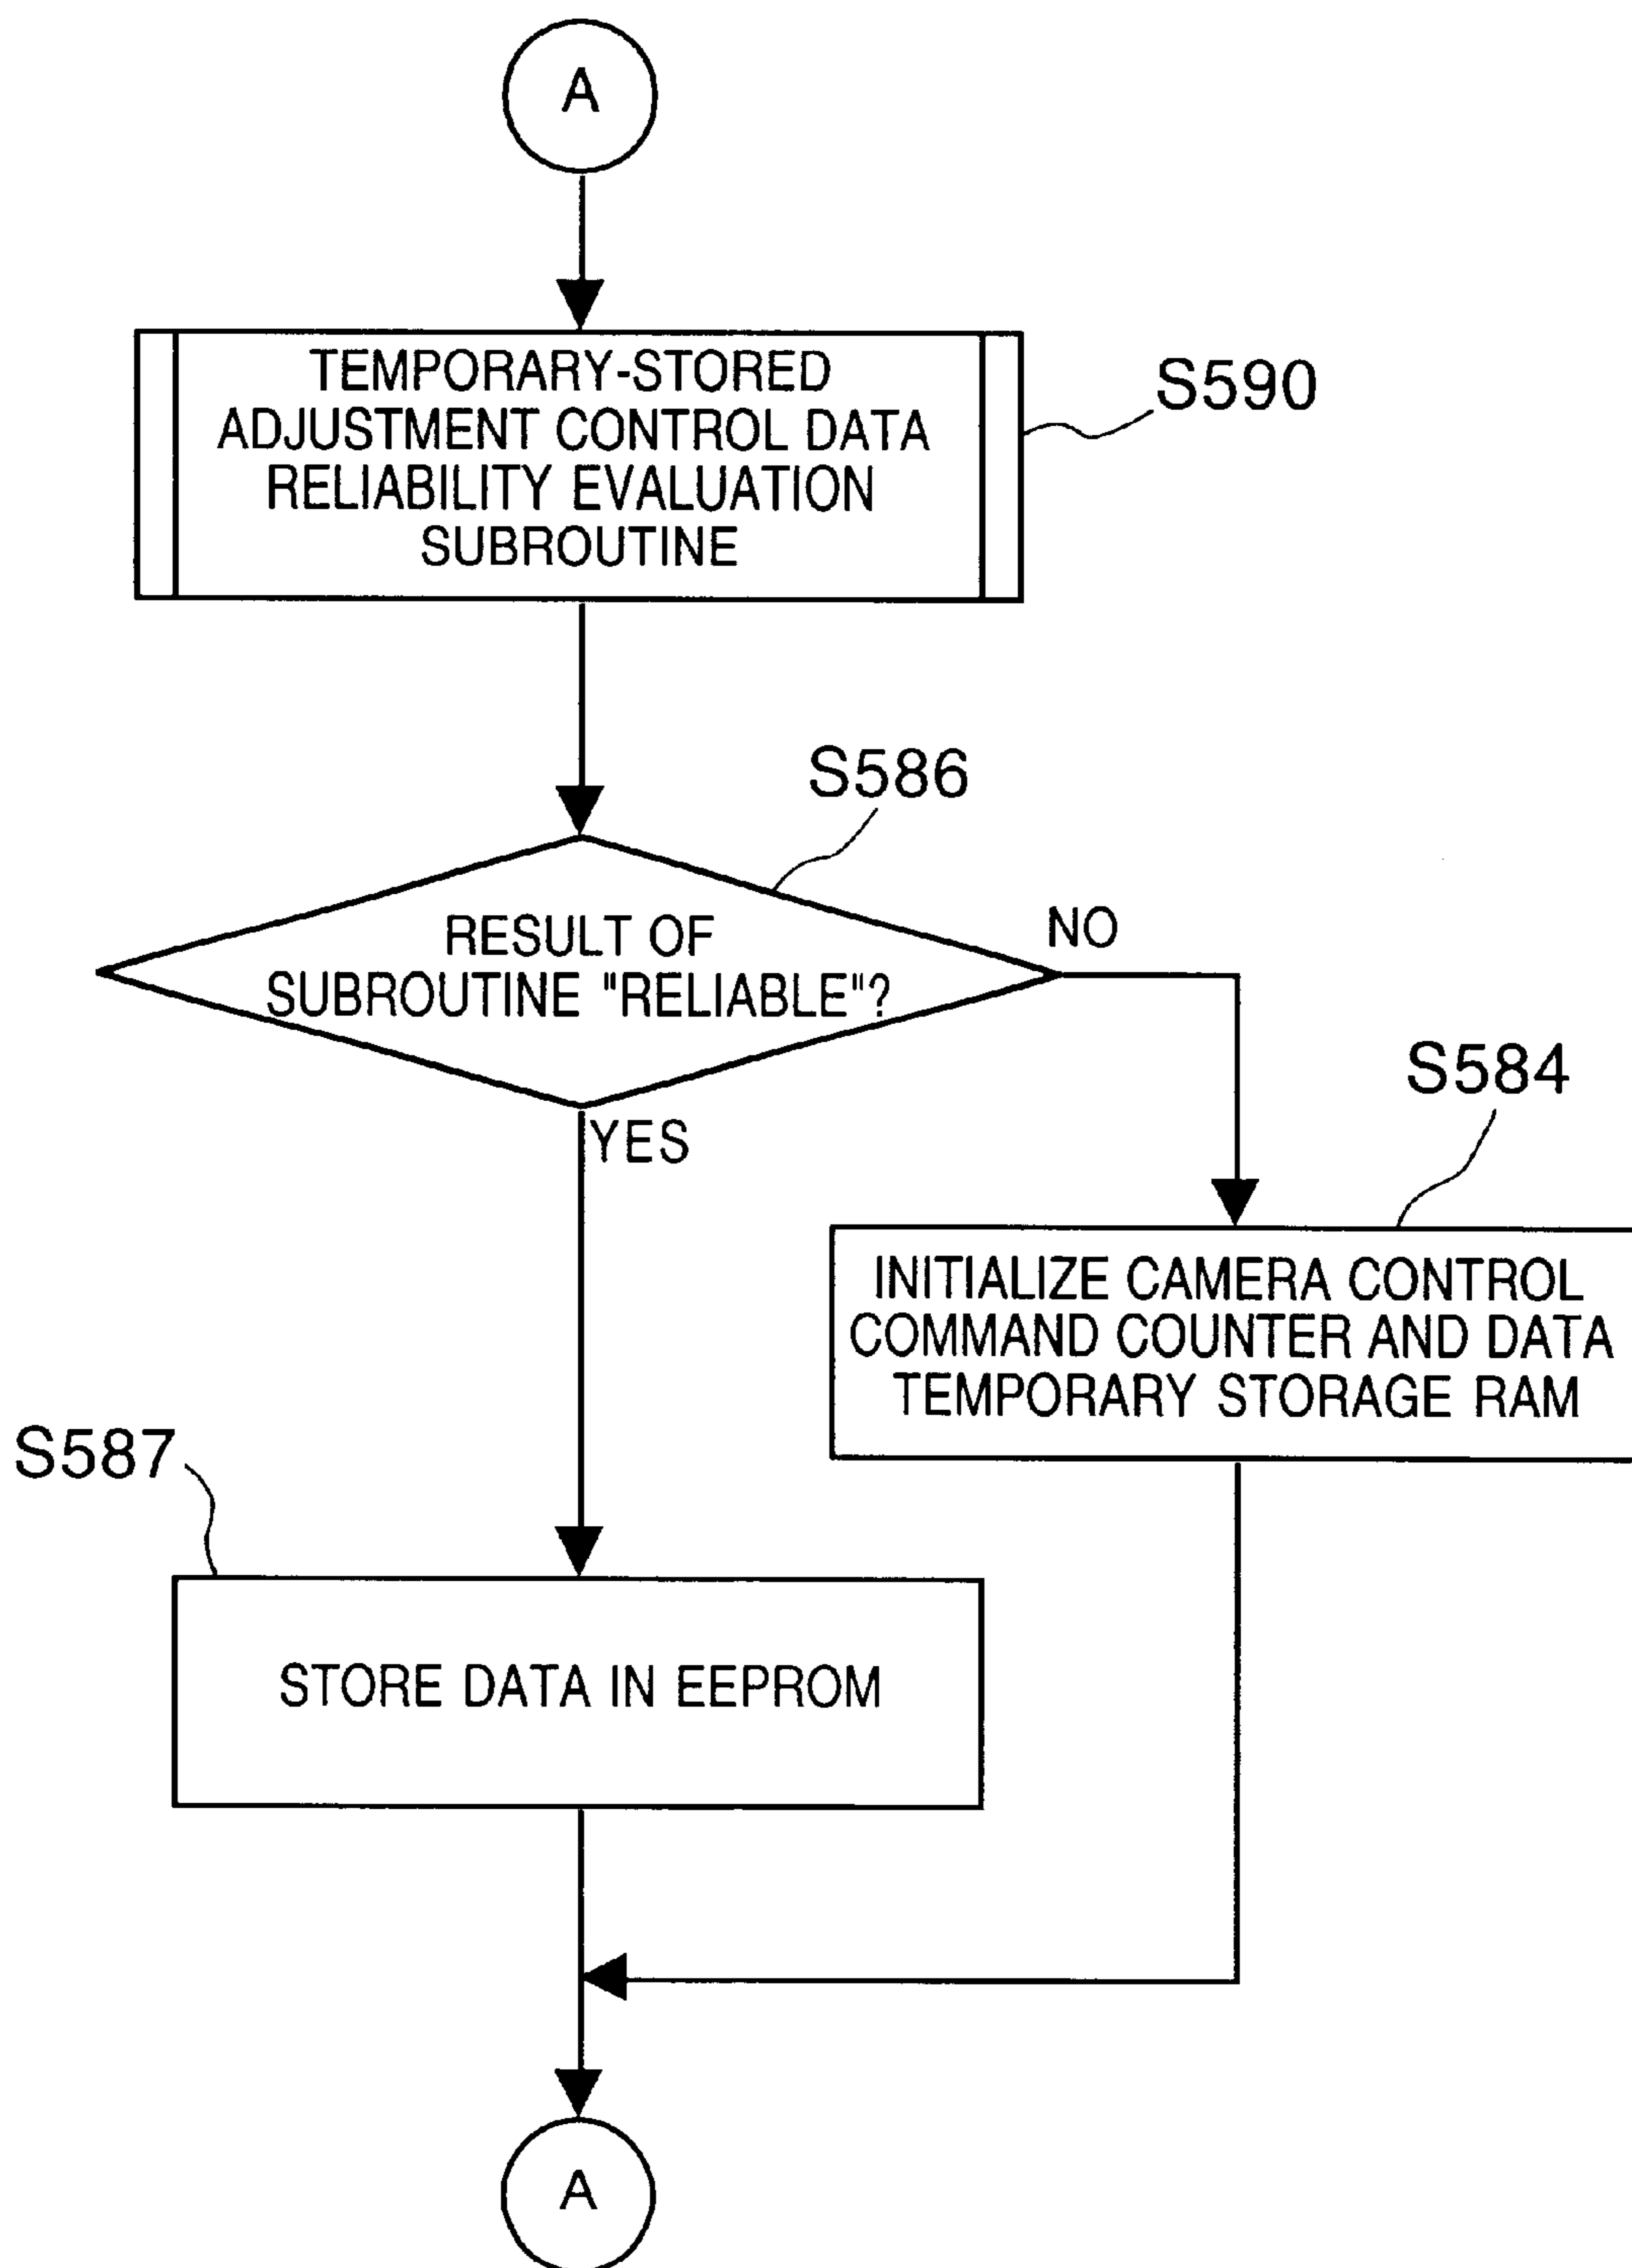 A
TEMPORARY-STORED
ADJUSTMENT CONTROL DATA
RELIABILITY EVALUATION
SUBROUTINE
S590
S586
RESULT OF
SUBROUTINE "RELIABLE"?
NO
YES
S584
INITIALIZE CAMERA CONTROL
COMMAND COUNTER AND DATA
TEMPORARY STORAGE RAM
S587
STORE DATA IN EEPROM
A